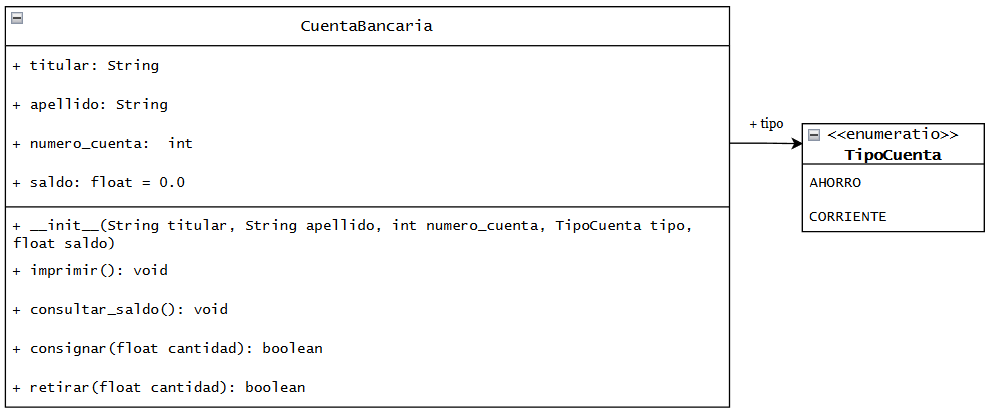 CuentaBancaria
+ titular: String
+ apellido: String
+ numero_cuenta:  int
+ saldo: float = 0.0
+ __init__(String titular, String apellido, int numero_cuenta, TipoCuenta tipo,
float saldo)
+ imprimir(): void
+ consultar_saldo(): void
+ consignar(float cantidad): boolean
+ retirar(float cantidad): boolean
+ tipo
<<enumeratio>>
TipoCuenta
AHORRO
CORRIENTE